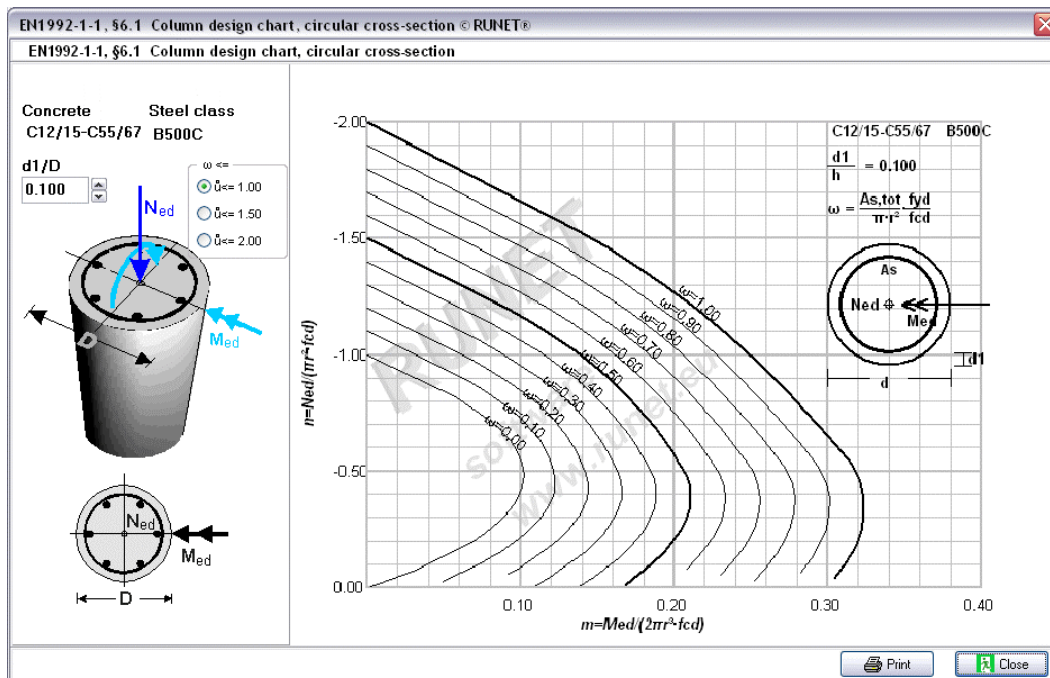 EN1992-1-1, §6.1 Column design chart, circular cross-section © RUNET®
EN1992-1-1, §6.1 Column design chart, circular cross-section
Concrete Steel class
C12/15-C55/67 B500C
d1/D
0.100
ω <=
ů<= 1.00
ů<= 1.50
ů<= 2.00
Ned
D
Med
Ned
Med
D
-2.00
-1.50
-1.00
-0.50
0.00
n=Ned/(πr²·fcd)
0.10
0.20
0.30
0.40
m=Med/(2πr³·fcd)
ω=1.00
ω=0.90
ω=0.80
ω=0.70
ω=0.60
ω=0.50
ω=0.40
ω=0.30
ω=0.20
ω=0.10
ω=0.00
RUNET
www.runet.eu
C12/15-C55/67 B500C
d1
h
= 0.100
ω = As,tot fyd
π·r² fcd
As
Ned
Med
d1
d
Print
Close